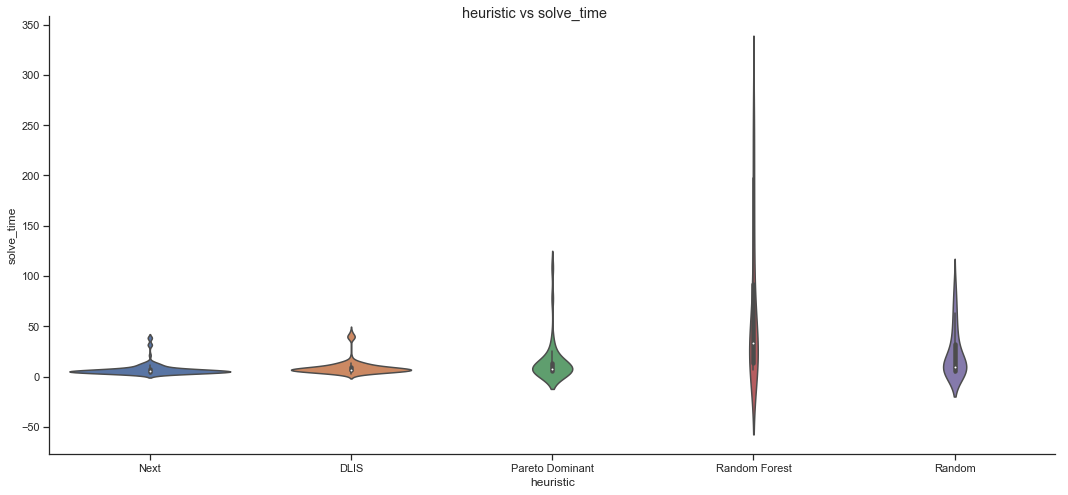 heuristic vs solve_time
350
300
250
200
150
100
50
0
−50
solve_time
Next
DLIS
Pareto Dominant
Random Forest
Random
heuristic